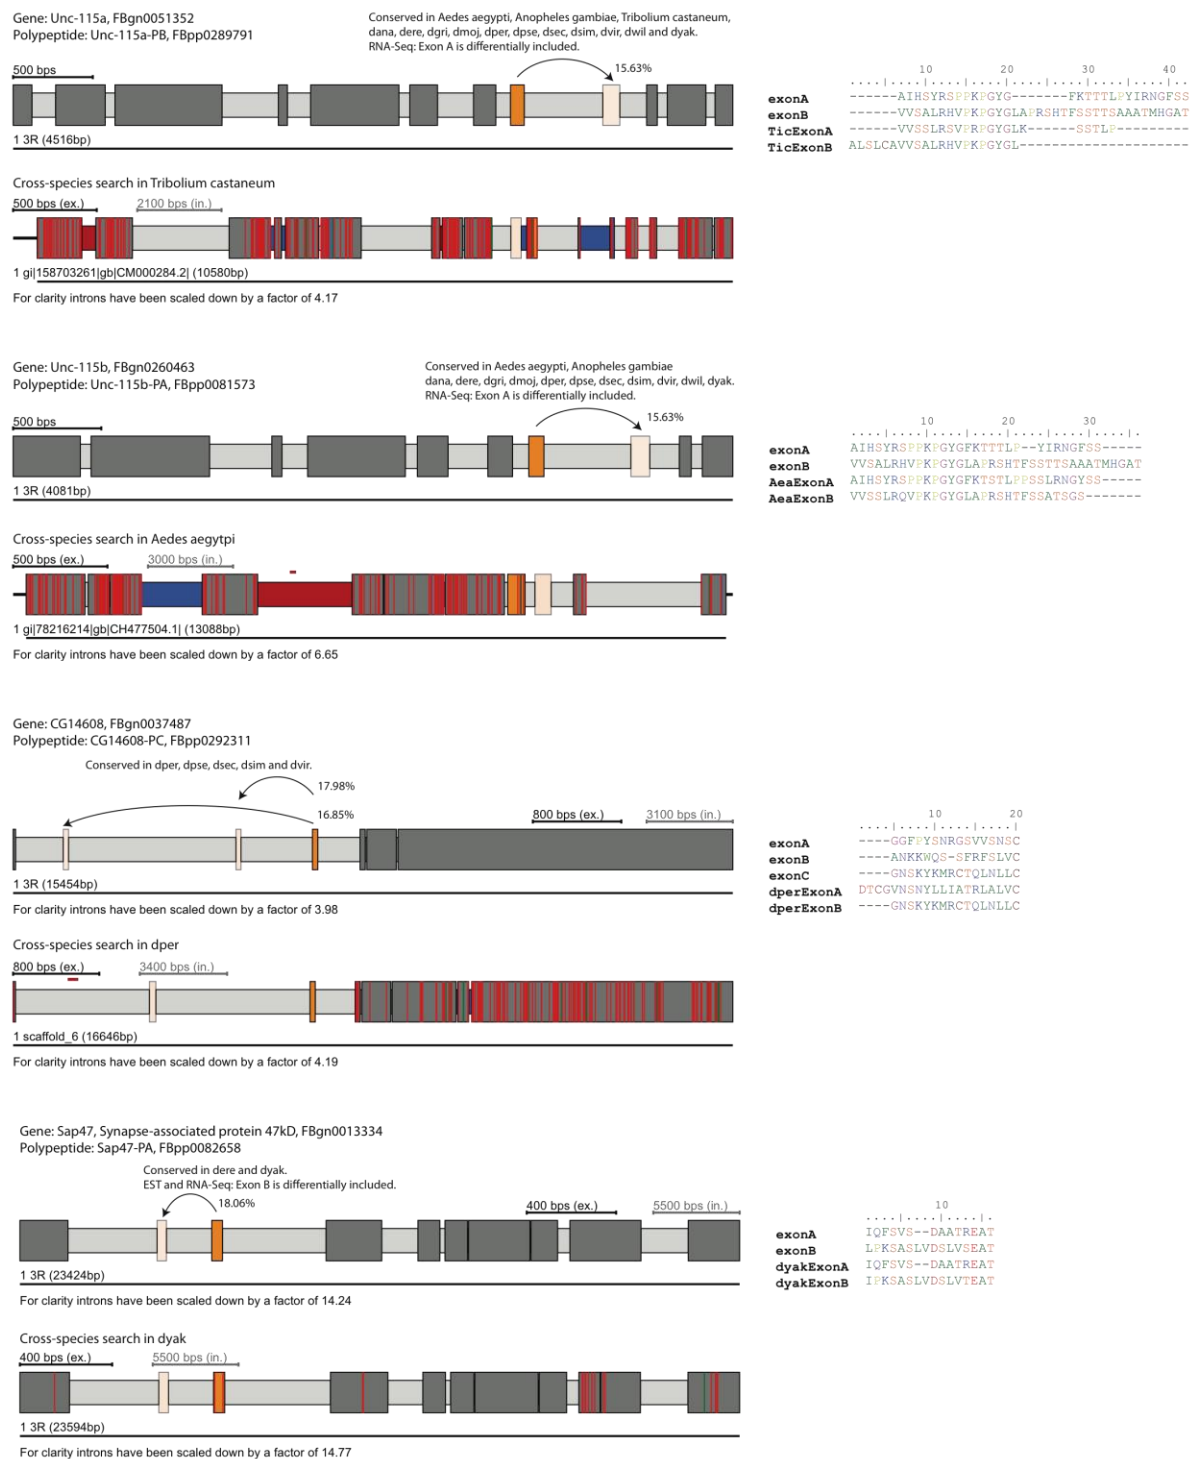 Gene: Unc-115a, FBgn0051352
Polypeptide: Unc-115a-PB, FBpp0289791
Conserved in Aedes aegypti, Anopheles gambiae, Tribolium castaneum,
dana, dere, dgri, dmoj, dper, dpse, dsec, dsim, dvir, dwil and dyak.
RNA-Seq: Exon A is differentially included.
15.63%
500 bps
1 3R (4516bp)
10 20 30 40
exonA ------AIHSYRSPPKPGYG-------FKTTTLPYIRNGFSS
exonB ------VVSALRHVPKPGYGLAPRSHTFSSTTSAAATMHGAT
TicExonA ------VVSSLRSVPRPGYGLK------SSTLP---------
TicExonB ALSLCAVVSALRHVPKPGYGL---------------------
Cross-species search in Tribolium castaneum
500 bps (ex.) 2100 bps (in.)
1 gi|158703261|gb|CM000284.2| (10580bp)
For clarity introns have been scaled down by a factor of 4.17
Gene: Unc-115b, FBgn0260463
Polypeptide: Unc-115b-PA, FBpp0081573
Conserved in Aedes aegypti, Anopheles gambiae
dana, dere, dgri, dmoj, dper, dpse, dsec, dsim, dvir, dwil, dyak.
RNA-Seq: Exon A is differentially included.
15.63%
500 bps
1 3R (4081bp)
10 20 30
exonA AIHSYRSPPKPGYGFKTTTLP--YIRNGFSS-----
exonB VVSALRHVPKPGYGLAPRSHTFSSTTSAAATMHGAT
AeaExonA AIHSYRSPPKPGYGFKTSTLPPSSLRNGYSS-----
AeaExonB VVSSLRQVPKPGYGLAPRSHTFSSATSGS-------
Cross-species search in Aedes aegytpi
500 bps (ex.) 3000 bps (in.)
1 gi|78216214|gb|CH477504.1| (13088bp)
For clarity introns have been scaled down by a factor of 6.65
Gene: CG14608, FBgn0037487
Polypeptide: CG14608-PC, FBpp0292311
Conserved in dper, dpse, dsec, dsim and dvir.
17.98%
16.85%
800 bps (ex.) 3100 bps (in.)
1 3R (15454bp)
For clarity introns have been scaled down by a factor of 3.98
10 20
exonA ----GGFPYSNRGSVVSNSC
exonB ----ANKKWQS-SFRFSLVC
exonC ----GNSKYKMRCTQLNLLC
dperExonA DTCGVNSNYLLIATRLALVC
dperExonB ----GNSKYKMRCTQLNLLC
Cross-species search in dper
800 bps (ex.) 3400 bps (in.)
1 scaffold_6 (16646bp)
For clarity introns have been scaled down by a factor of 4.19
Gene: Sap47, Synapse-associated protein 47kD, FBgn0013334
Polypeptide: Sap47-PA, FBpp0082658
Conserved in dere and dyak.
EST and RNA-Seq: Exon B is differentially included.
18.06%
400 bps (ex.) 5500 bps (in.)
1 3R (23424bp)
For clarity introns have been scaled down by a factor of 14.24
10
exonA IQFSVS--DAATREAT
exonB LPKSASLVDSLVSEAT
dyakExonA IQFSVS--DAATREAT
dyakExonB IPKSASLVDSLVTEAT
Cross-species search in dyak
400 bps (ex.) 5500 bps (in.)
1 3R (23594bp)
For clarity introns have been scaled down by a factor of 14.77